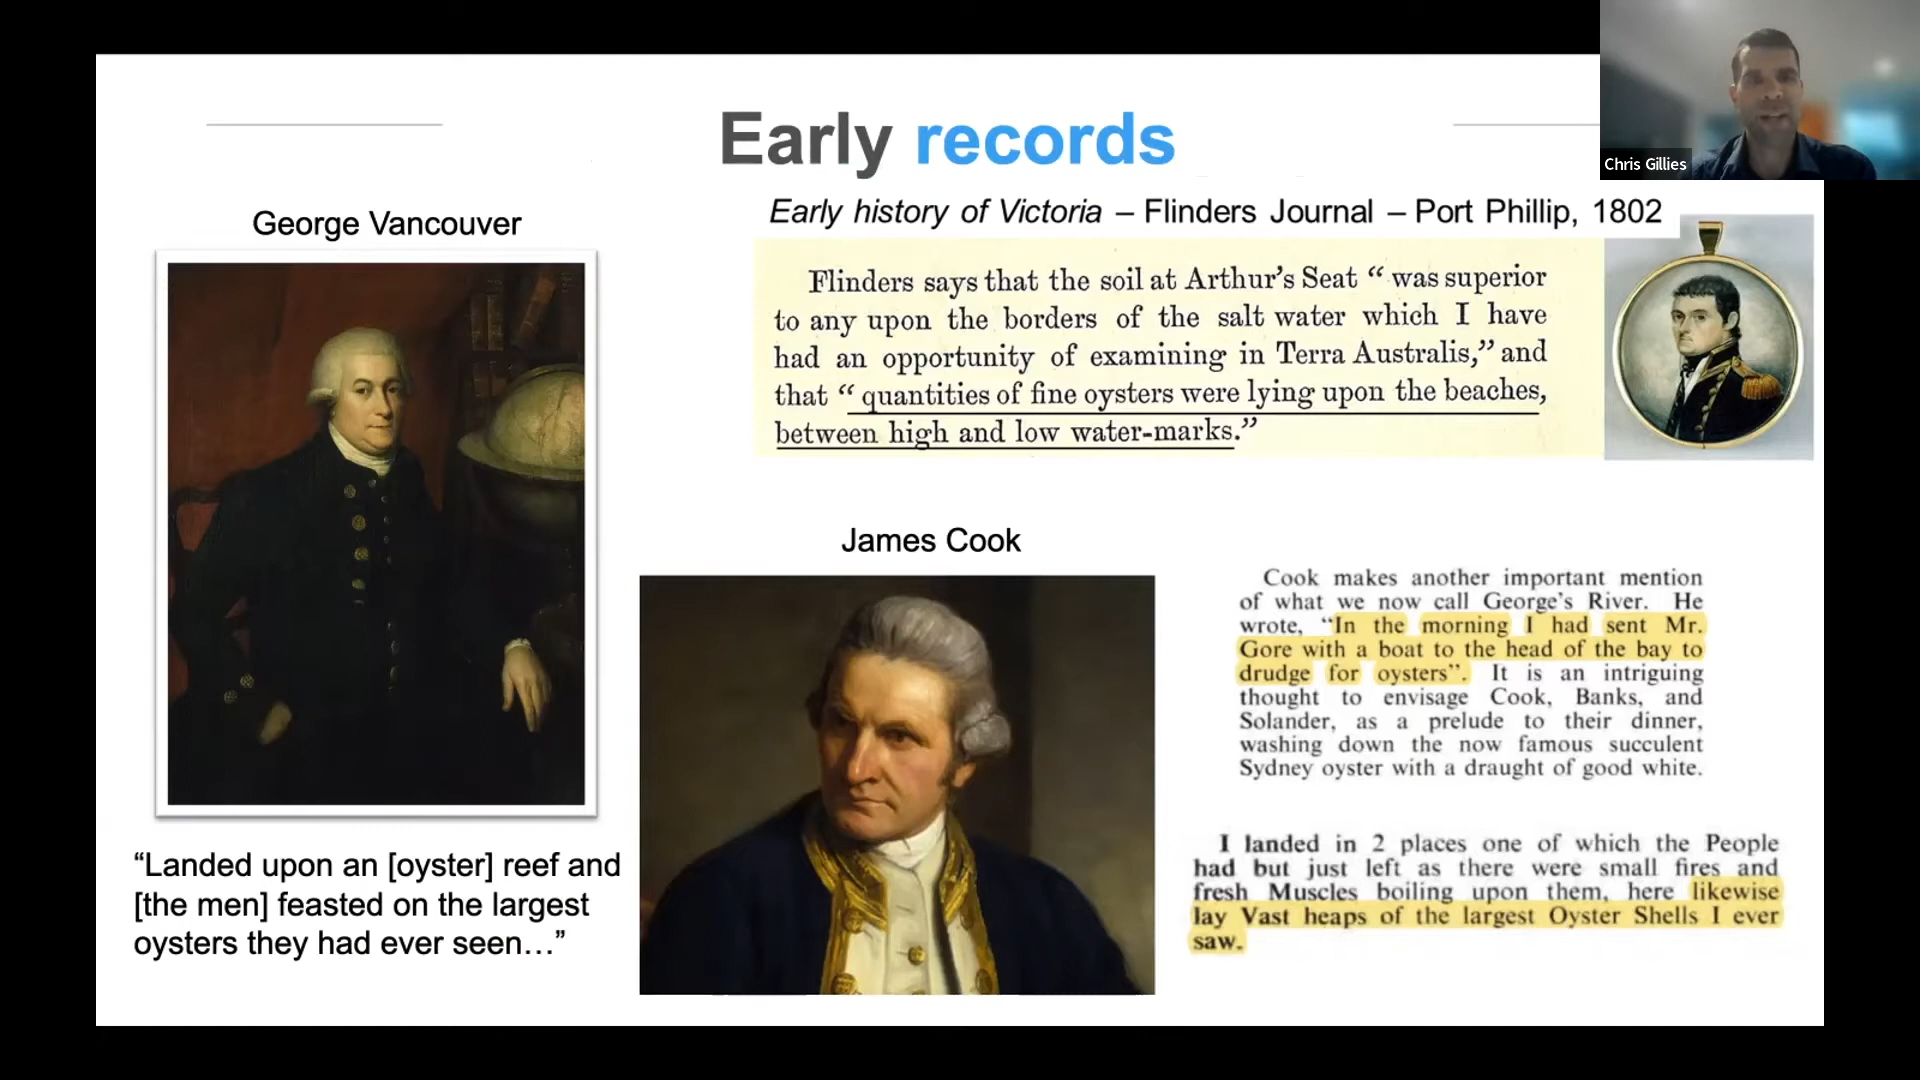 Early records
Chris Gillies
George Vancouver
“Landed upon an [oyster] reef and
[the men] feasted on the largest
oysters they had ever seen…”
Early history of Victoria – Flinders Journal – Port Phillip, 1802
Flinders says that the soil at Arthur’s Seat “ was superior
to any upon the borders of the salt water which I have
had an opportunity of examining in Terra Australis,” and
that “ quantities of fine oysters were lying upon the beaches,
between high and low water-marks.”
James Cook
Cook makes another important mention
of what we now call George’s River. He
wrote, “In the morning I had sent Mr.
Gore with a boat to the head of the bay to
drudge for oysters”. It is an intriguing
thought to envisage Cook, Banks, and
Solander, as a prelude to their dinner,
washing down the now famous succulent
Sydney oyster with a draught of good white.
I landed in 2 places one of which the People
had but just left as there were small fires and
fresh Muscles boiling upon them, here likewise
lay Vast heaps of the largest Oyster Shells I ever
saw.